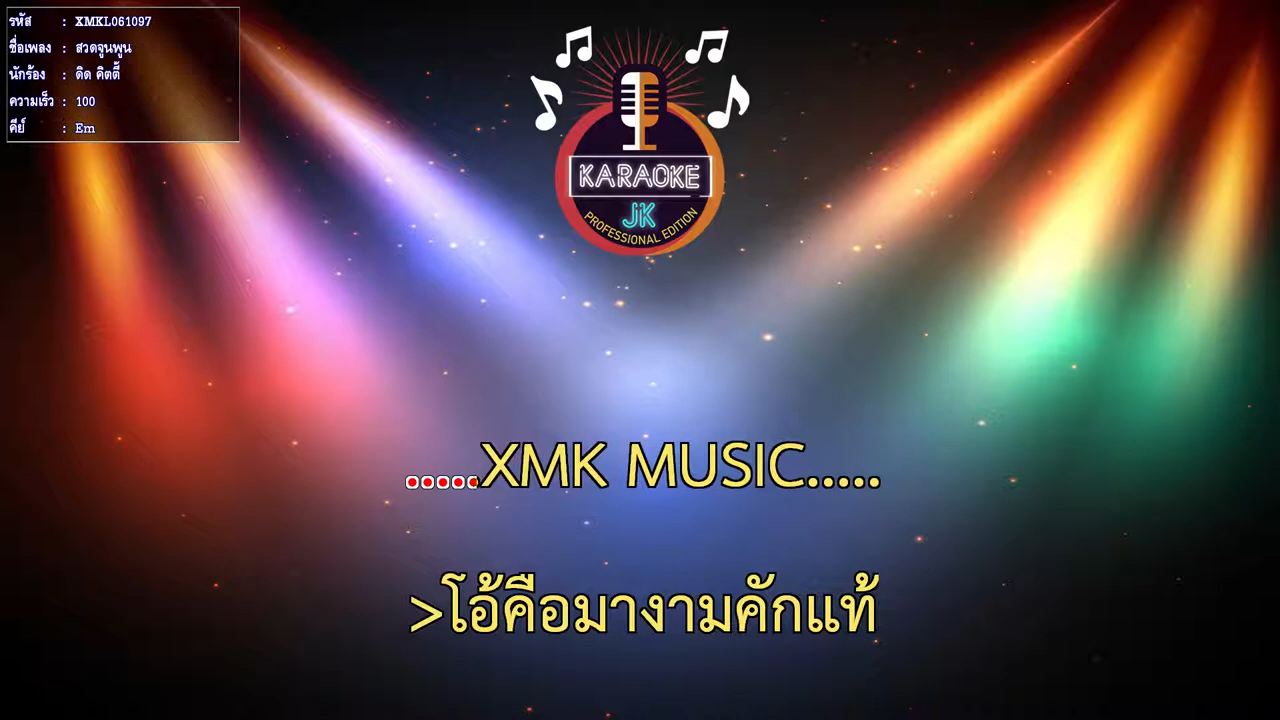 รหัส : XMKL061097
ชื่อเพลง : สวดจูนพูน
นักร้อง : ดิด คิตตี้
ความเร็ว : 100
คีย์ : Em
KARAOKE
JK
PROFESSIONAL EDITION
.....XMK MUSIC.....
>โอ้คือมางามคักแท้